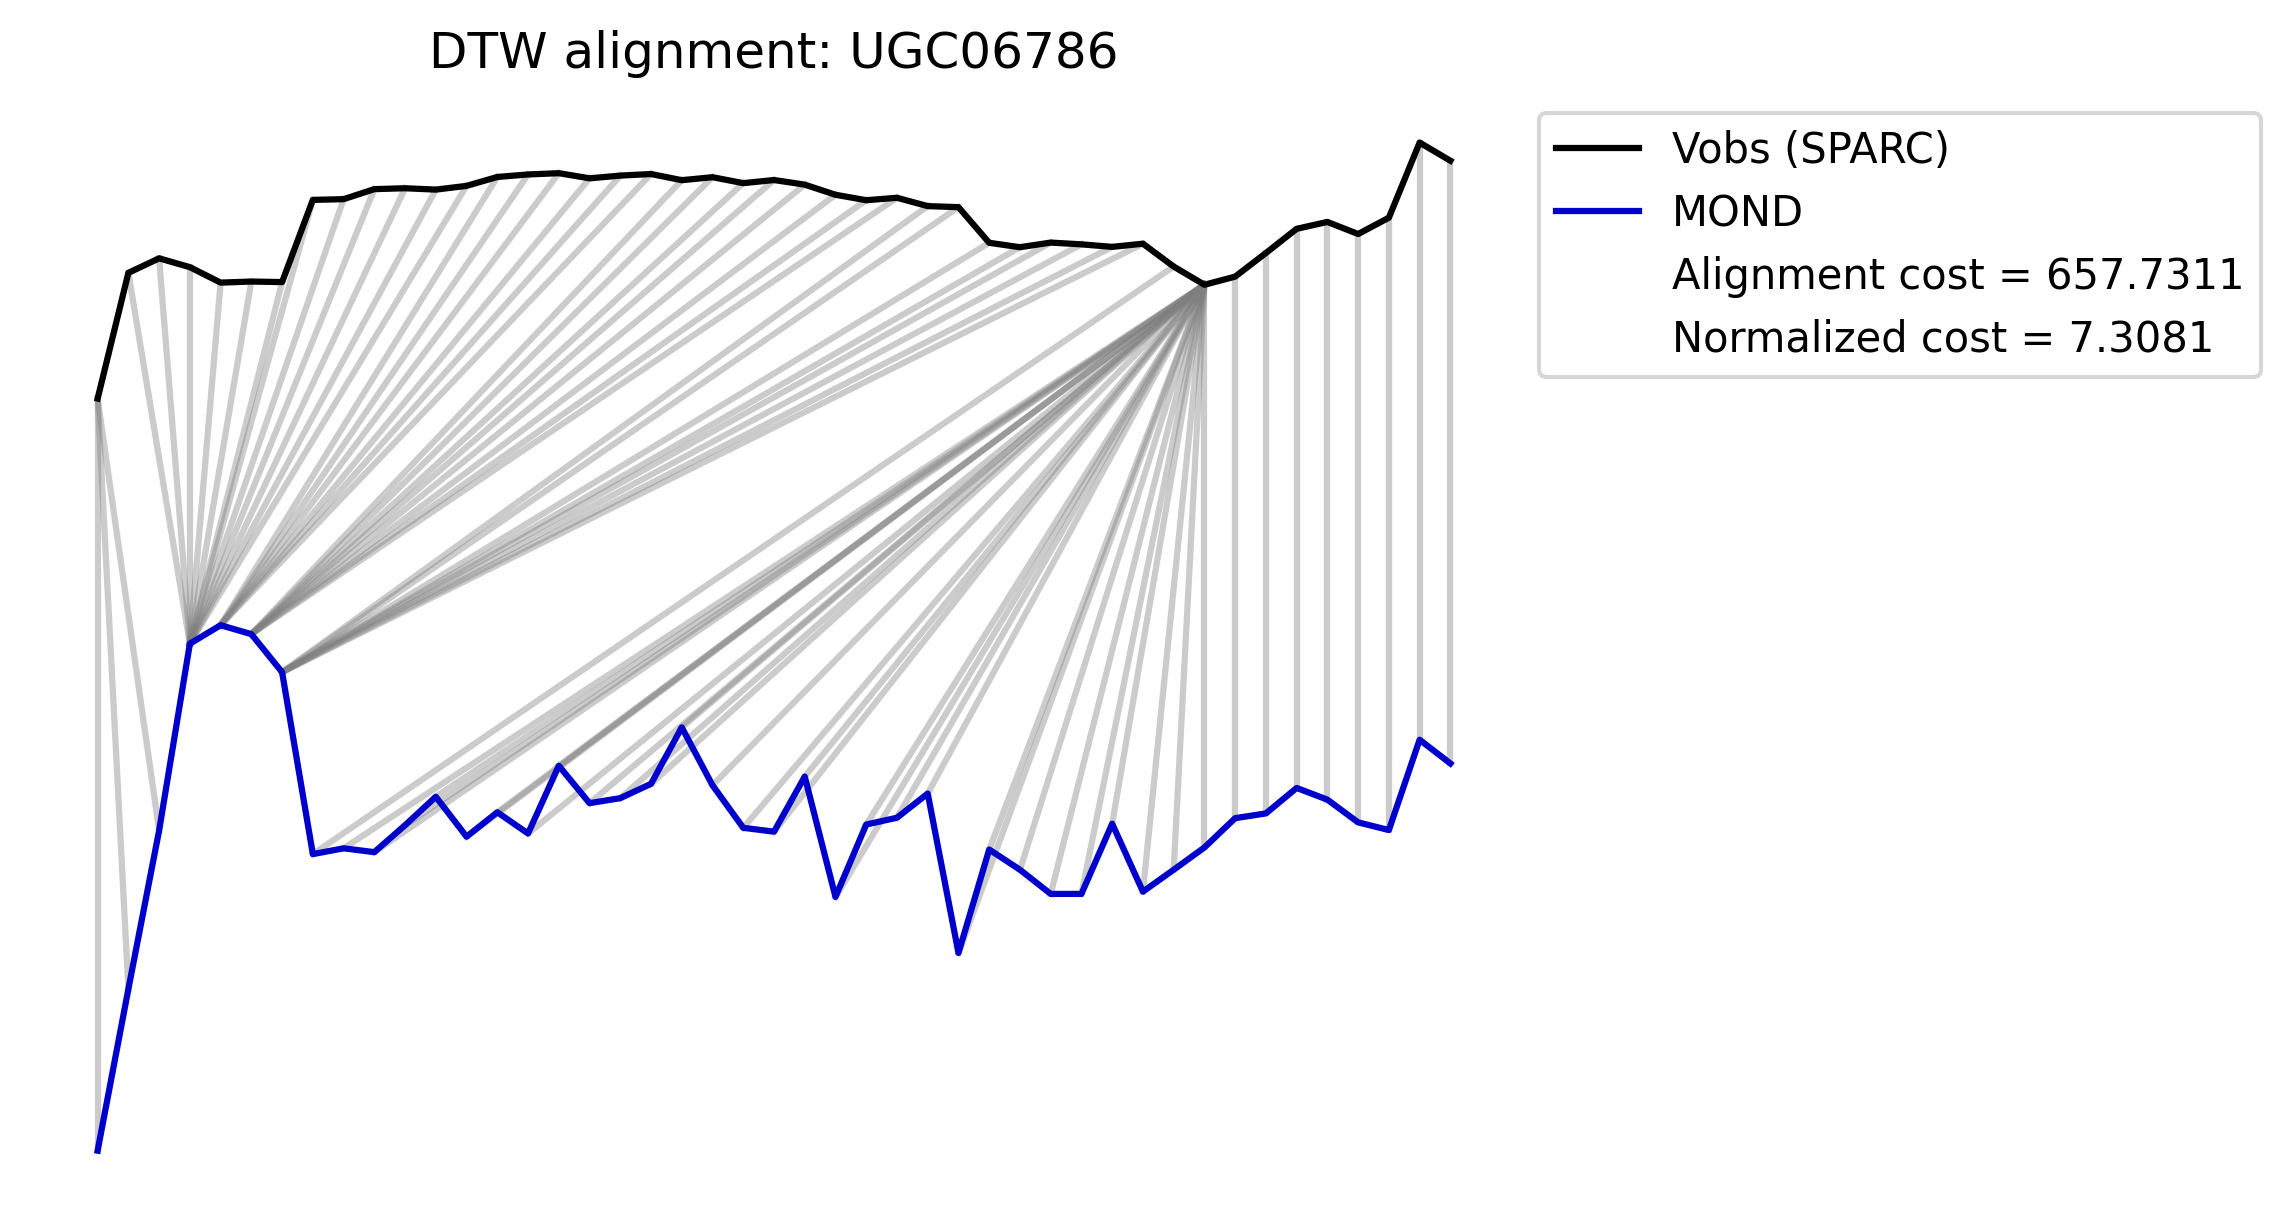 DTW alignment: UGC06786
Vobs (SPARC)
MOND
Alignment cost = 657.7311
Normalized cost = 7.3081